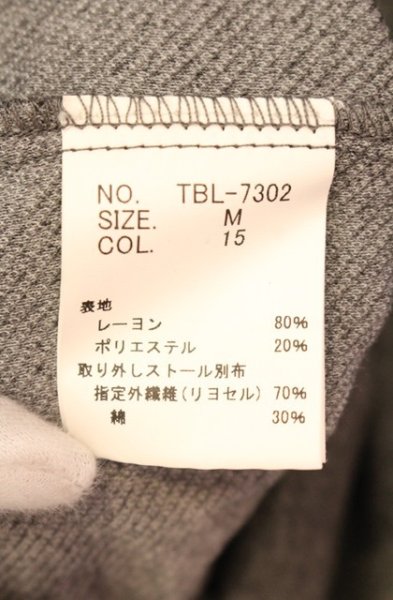 NO. TBL-7302
SIZE. M
COL. 15
表地
レーヨン 80%
ポリエステル 20%
取り外しストール別布
指定外繊維(リヨセル) 70%
綿 30%